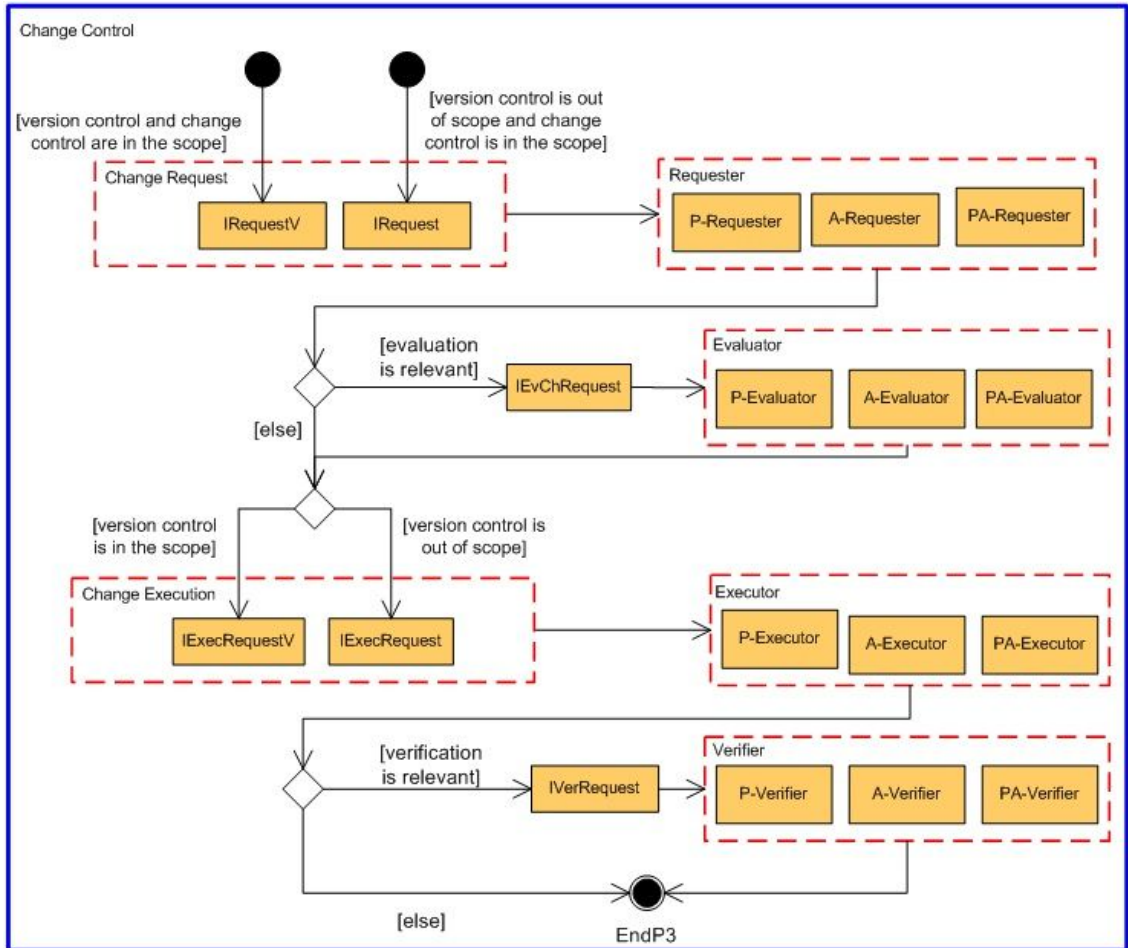 Change Control
[version control and change
control are in the scope]
[version control is out
of scope and change
control is in the scope]
Change Request
IRequestV
IRequest
Requester
P-Requester
A-Requester
PA-Requester
[evaluation
is relevant]
IEvChRequest
Evaluator
P-Evaluator
A-Evaluator
PA-Evaluator
[else]
[version control
is in the scope]
[version control is
out of scope]
Change Execution
IExecRequestV
IExecRequest
Executor
P-Executor
A-Executor
PA-Executor
[verification
is relevant]
IVerRequest
Verifier
P-Verifier
A-Verifier
PA-Verifier
[else]
EndP3